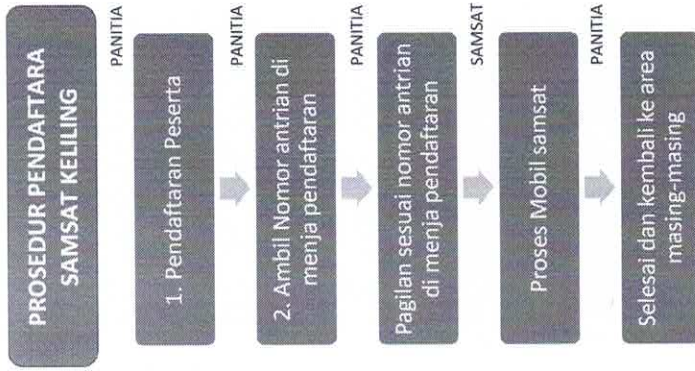 PROSEDUR PENDAFTARA
SAMSAT KELILING
PANITIA
1. Pendaftaran Peserta
PANITIA
2. Ambil Nomor antrian di
menja pendaftaran
PANITIA
Pagilan sesuai nomor antrian
di menja pendaftaran
SAMSAT
Proses Mobil samsat
PANITIA
Selesai dan kembali ke area
masing-masing